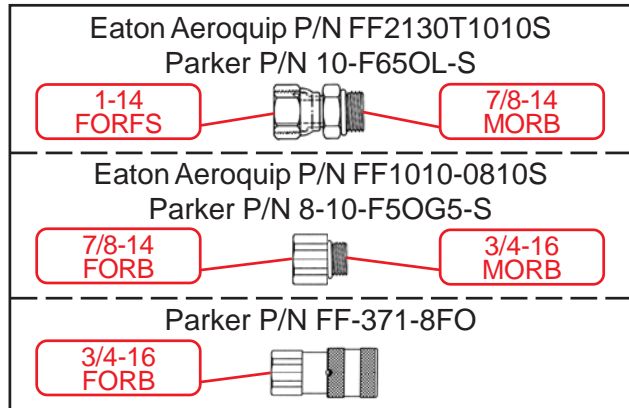 Eaton Aeroquip P/N FF2130T1010S
Parker P/N 10-F65OL-S
1-14
FORFS
7/8-14
MORB
Eaton Aeroquip P/N FF1010-0810S
Parker P/N 8-10-F5OG5-S
7/8-14
FORB
3/4-16
MORB
Parker P/N FF-371-8FO
3/4-16
FORB